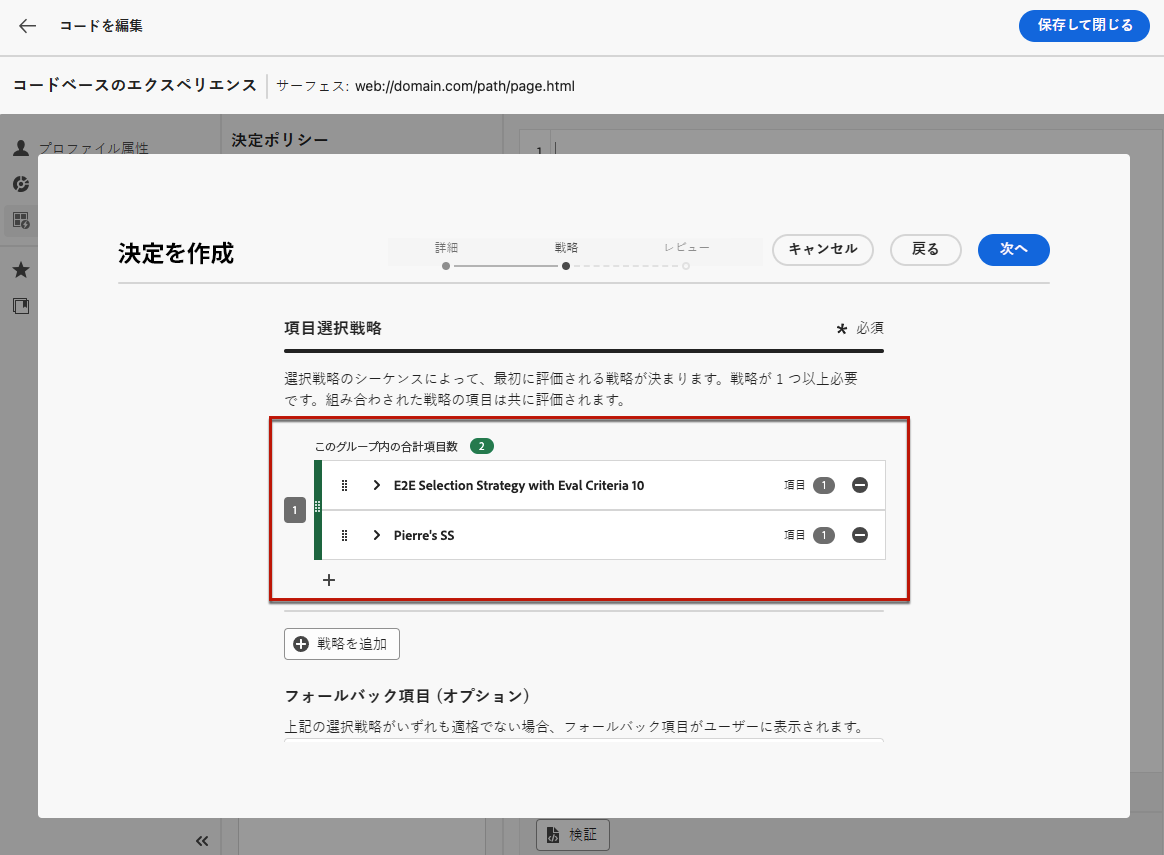 コードを編集
保存して閉じる
コードベースのエクスペリエンス
サーフェス: web://domain.com/path/page.html
プロファイル属性
決定ポリシー
1
決定を作成
詳細
戦略
レビュー
キャンセル
戻る
次へ
項目選択戦略
* 必須
選択戦略のシーケンスによって、最初に評価される戦略が決まります。戦略が 1 つ以上必要
です。組み合わされた戦略の項目は共に評価されます。
このグループ内の合計項目数 2
1
E2E Selection Strategy with Eval Criteria 10
項目 1
Pierre's SS
項目 1
戦略を追加
フォールバック項目 (オプション)
上記の選択戦略がいずれも適格でない場合、フォールバック項目がユーザーに表示されます。
検証